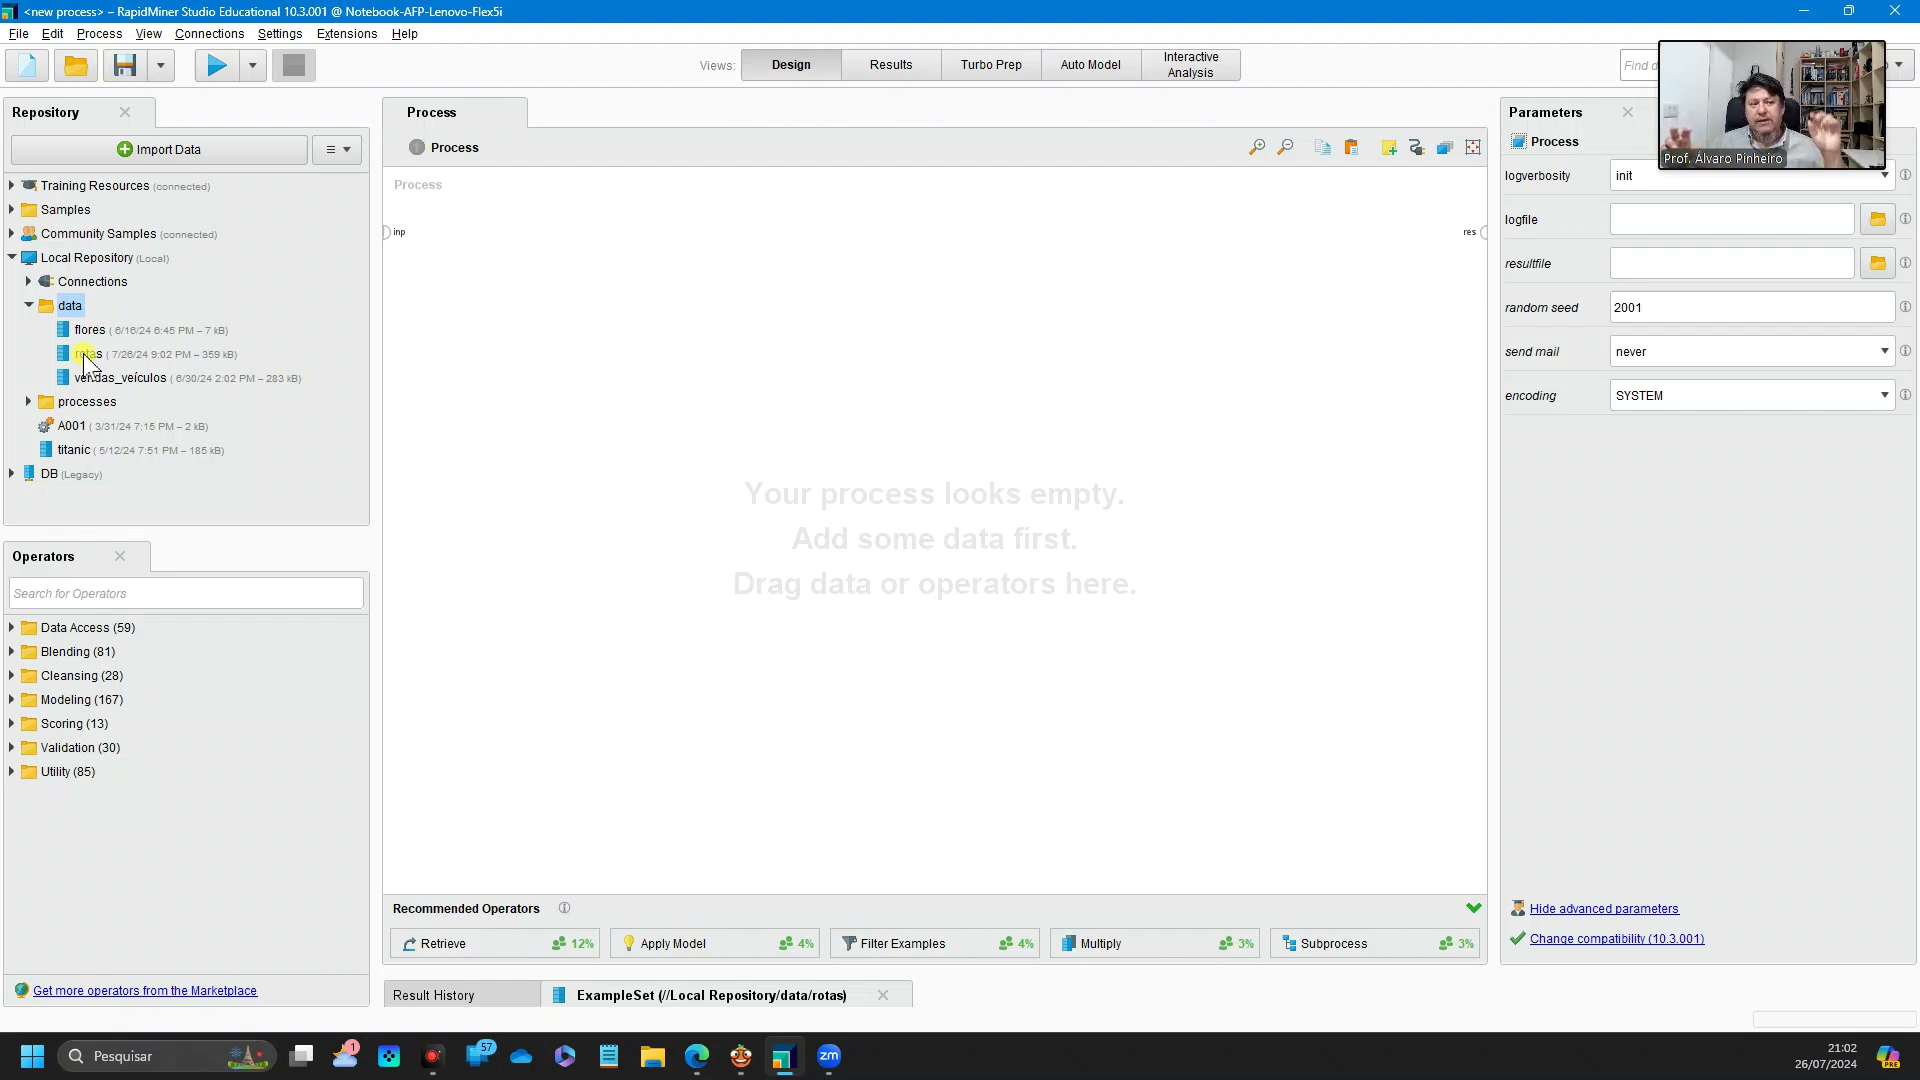 <new process> – RapidMiner Studio Educational 10.3.001 @ Notebook-AFP-Lenovo-Flex5i
File Edit Process View Connections Settings Extensions Help
Views: Design Results Turbo Prep Auto Model Interactive Analysis
Find d
Prof. Álvaro Pinheiro
Repository
Import Data
Training Resources (connected)
Samples
Community Samples (connected)
Local Repository (Local)
Connections
data
flores ( 6/16/24 6:45 PM – 7 kB)
rotas ( 7/26/24 9:02 PM – 359 kB)
vendas_veículos ( 6/30/24 2:02 PM – 283 kB)
processes
A001 ( 3/31/24 7:15 PM – 2 kB)
titanic ( 5/12/24 7:51 PM – 185 kB)
DB (Legacy)
Operators
Search for Operators
Data Access (59)
Blending (81)
Cleansing (28)
Modeling (167)
Scoring (13)
Validation (30)
Utility (85)
Get more operators from the Marketplace
Process
Process
Process
inp
res
Your process looks empty.
Add some data first.
Drag data or operators here.
Recommended Operators
Retrieve 12%
Apply Model 4%
Filter Examples 4%
Multiply 3%
Subprocess 3%
Result History
ExampleSet (//Local Repository/data/rotas)
Parameters
Process
logverbosity init
logfile
resultfile
random seed 2001
send mail never
encoding SYSTEM
Hide advanced parameters
Change compatibility (10.3.001)
Pesquisar
1
57
zm
21:02
26/07/2024
PRE